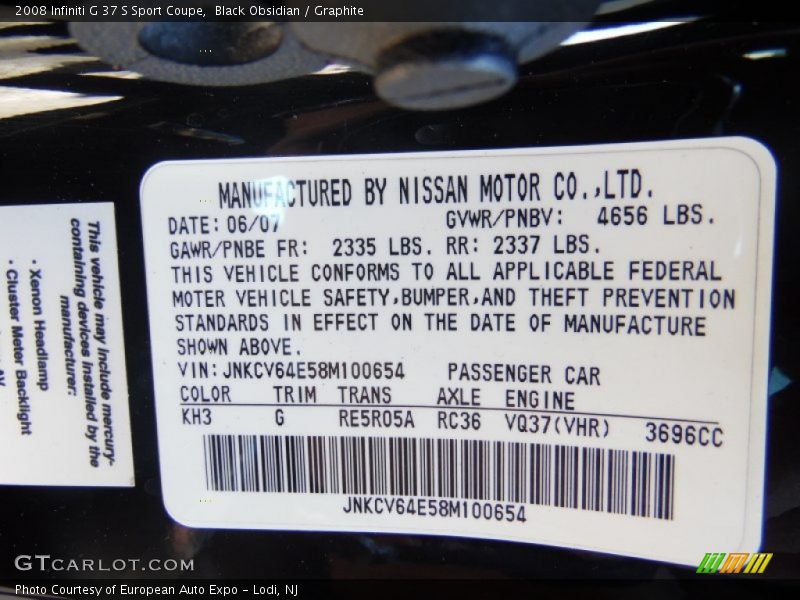 2008 Infiniti G 37 S Sport Coupe,  Black Obsidian / Graphite
MANUFACTURED BY NISSAN MOTOR CO.,LTD.
DATE: 06/07 GVWR/PNBV: 4656 LBS.
GAWR/PNBE FR: 2335 LBS. RR: 2337 LBS.
THIS VEHICLE CONFORMS TO ALL APPLICABLE FEDERAL
MOTER VEHICLE SAFETY,BUMPER,AND THEFT PREVENTION
STANDARDS IN EFFECT ON THE DATE OF MANUFACTURE
SHOWN ABOVE.
VIN: JNKCV64E58M100654 PASSENGER CAR
COLOR TRIM TRANS AXLE ENGINE
KH3 G RE5R05A RC36 VQ37(VHR) 3696CC
JNKCV64E58M100654
This vehicle may include mercury-
containing devices installed by the
manufacturer:
• Xenon Headlamp
• Cluster Meter Backlight
GTCARLOT.COM
Photo Courtesy of European Auto Expo - Lodi, NJ